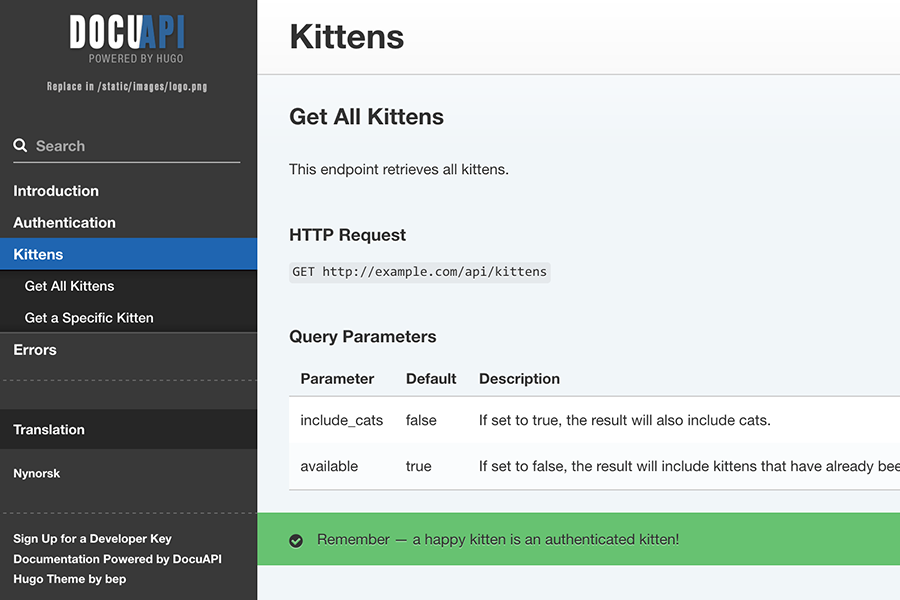 DOCUAPI
POWERED BY HUGO
Replace in /static/images/logo.png
Search
Introduction
Authentication
Kittens
Get All Kittens
Get a Specific Kitten
Errors
Translation
Nynorsk
Sign Up for a Developer Key
Documentation Powered by DocuAPI
Hugo Theme by bep
Kittens
Get All Kittens
This endpoint retrieves all kittens.
HTTP Request
GET http://example.com/api/kittens
Query Parameters
Parameter Default Description
include_cats false If set to true, the result will also include cats.
available true If set to false, the result will include kittens that have already bee
Remember — a happy kitten is an authenticated kitten!